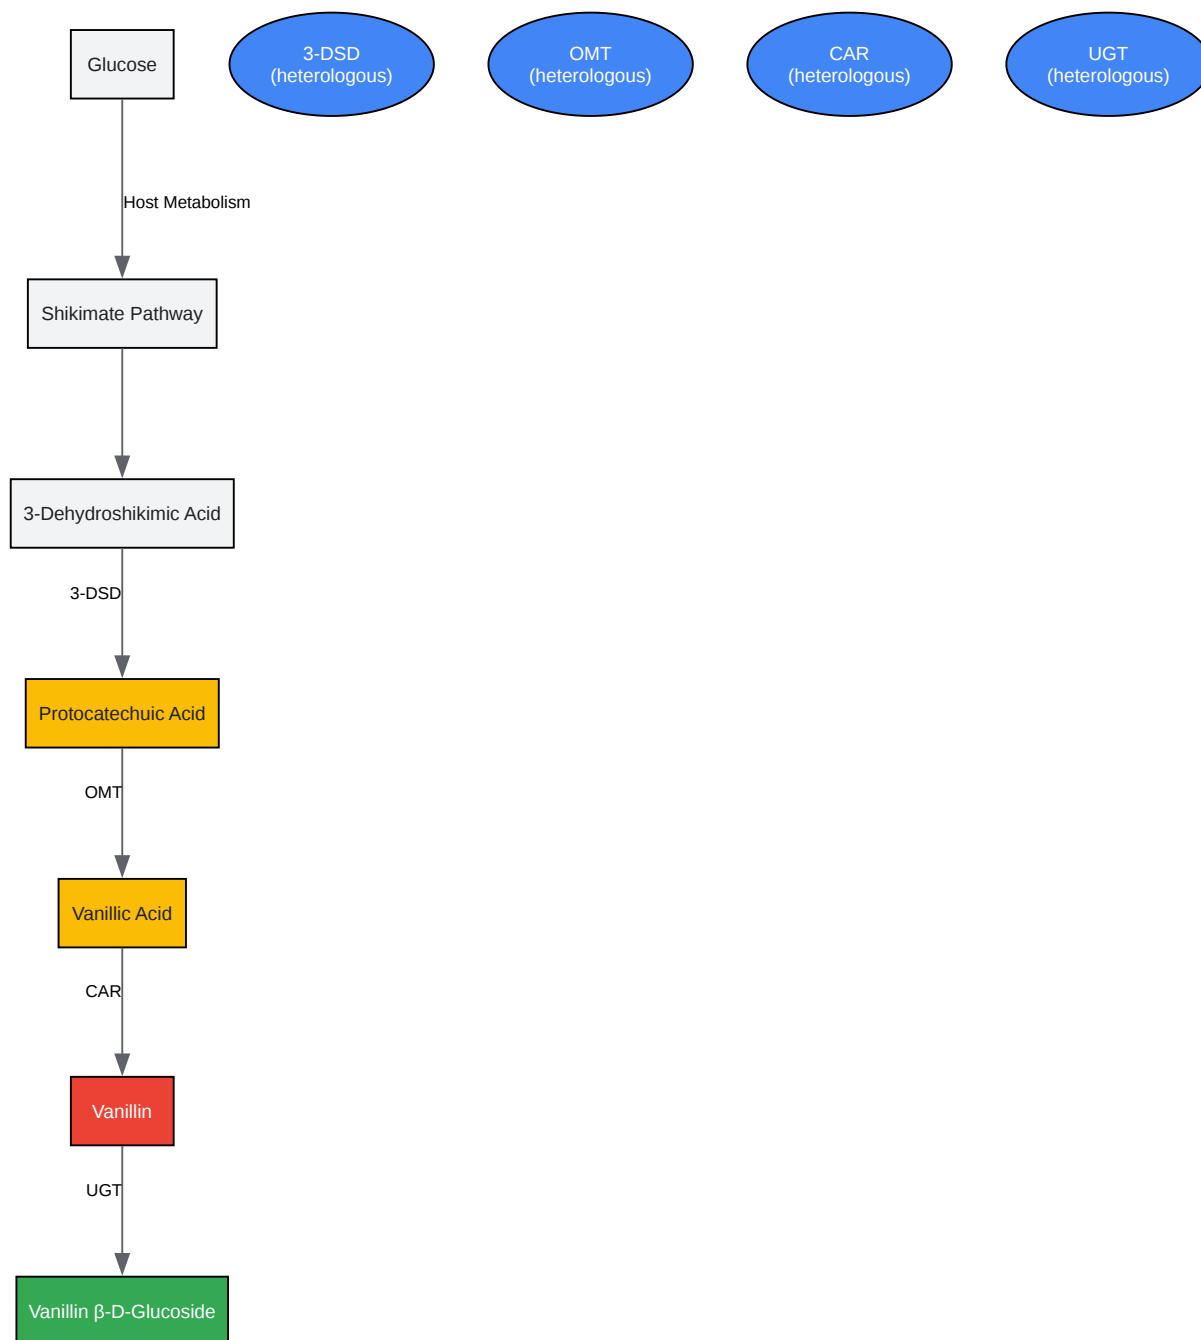 Glucose
3-DSD
(heterologous)
OMT
(heterologous)
CAR
(heterologous)
UGT
(heterologous)
Host Metabolism
Shikimate Pathway
3-Dehydroshikimic Acid
3-DSD
Protocatechuic Acid
OMT
Vanillic Acid
CAR
Vanillin
UGT
Vanillin β-D-Glucoside